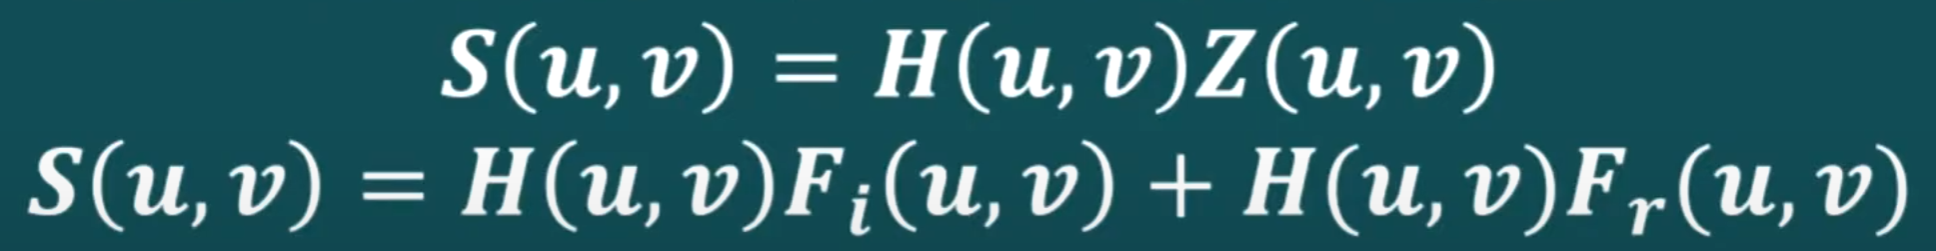 S(u, v) = H(u, v)Z(u, v)
S(u, v) = H(u, v)F_i(u, v) + H(u, v)F_r(u, v)